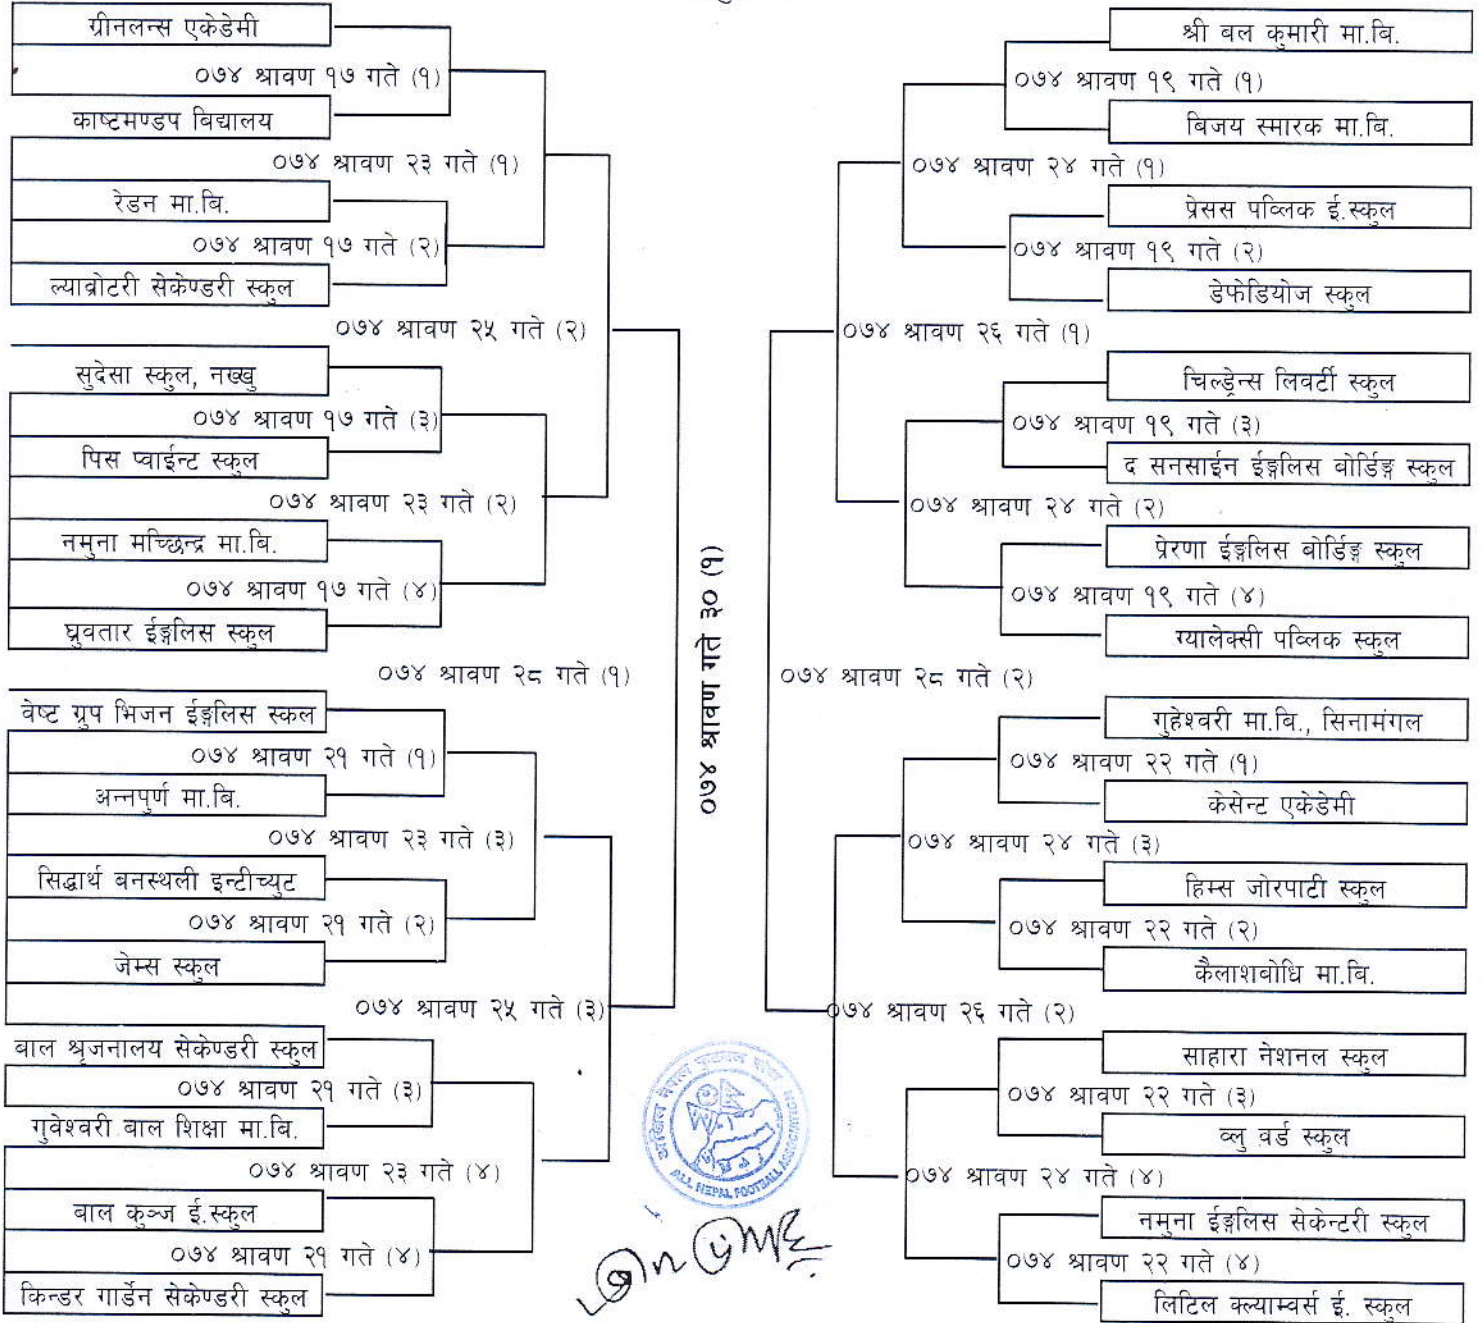 ग्रीनलन्स एकेडेमी
०७४ श्रावण १७ गते (१)
काष्टमण्डप बिद्यालय
०७४ श्रावण २३ गते (१)
रेडन मा.बि.
०७४ श्रावण १७ गते (२)
ल्याव्रोटरी सेकेण्डरी स्कुल
०७४ श्रावण २५ गते (२)
सुदेसा स्कुल, नख्खु
०७४ श्रावण १७ गते (३)
पिस प्वाईन्ट स्कुल
०७४ श्रावण २३ गते (२)
नमुना मच्छिन्द्र मा.बि.
०७४ श्रावण १७ गते (४)
घ्रुवतार ईङ्गलिस स्कुल
०७४ श्रावण २८ गते (१)
वेष्ट ग्रुप भिजन ईङ्गलिस स्कल
०७४ श्रावण २१ गते (१)
अन्नपुर्ण मा.बि.
०७४ श्रावण २३ गते (३)
सिद्धार्थ बनस्थली इन्टीच्युट
०७४ श्रावण २१ गते (२)
जेम्स स्कुल
०७४ श्रावण २५ गते (३)
बाल श्रृजनालय सेकेण्डरी स्कुल
०७४ श्रावण २१ गते (३)
गुवेश्वरी बाल शिक्षा मा.बि.
०७४ श्रावण २३ गते (४)
बाल कुञ्ज ई.स्कुल
०७४ श्रावण २१ गते (४)
किन्डर गार्डेन सेकेण्डरी स्कुल
०७४ श्रावण गते ३० (१)
श्री बल कुमारी मा.बि.
०७४ श्रावण १९ गते (१)
बिजय स्मारक मा.बि.
०७४ श्रावण २४ गते (१)
प्रेसस पव्लिक ई.स्कुल
०७४ श्रावण १९ गते (२)
डेफोडियोज स्कुल
०७४ श्रावण २६ गते (१)
चिल्ड्रेन्स लिवर्टी स्कुल
०७४ श्रावण १९ गते (३)
द सनसाईन ईङ्गलिस बोर्डिङ्ग स्कुल
०७४ श्रावण २४ गते (२)
प्रेरणा ईङ्गलिस बोर्डिङ्ग स्कुल
०७४ श्रावण १९ गते (४)
ग्यालेक्सी पव्लिक स्कुल
०७४ श्रावण २८ गते (२)
गुहेश्वरी मा.बि., सिनामंगल
०७४ श्रावण २२ गते (१)
केसेन्ट एकेडेमी
०७४ श्रावण २४ गते (३)
हिम्स जोरपाटी स्कुल
०७४ श्रावण २२ गते (२)
कैलाशबोधि मा.बि.
०७४ श्रावण २६ गते (२)
साहारा नेशनल स्कुल
०७४ श्रावण २२ गते (३)
व्लु वर्ड स्कुल
०७४ श्रावण २४ गते (४)
नमुना ईङ्गलिस सेकेन्टरी स्कुल
०७४ श्रावण २२ गते (४)
लिटिल क्ल्याम्वर्स ई. स्कुल
अखिल नेपाल फुटबल संघ
ALL NEPAL FOOTBALL ASSOCIATION